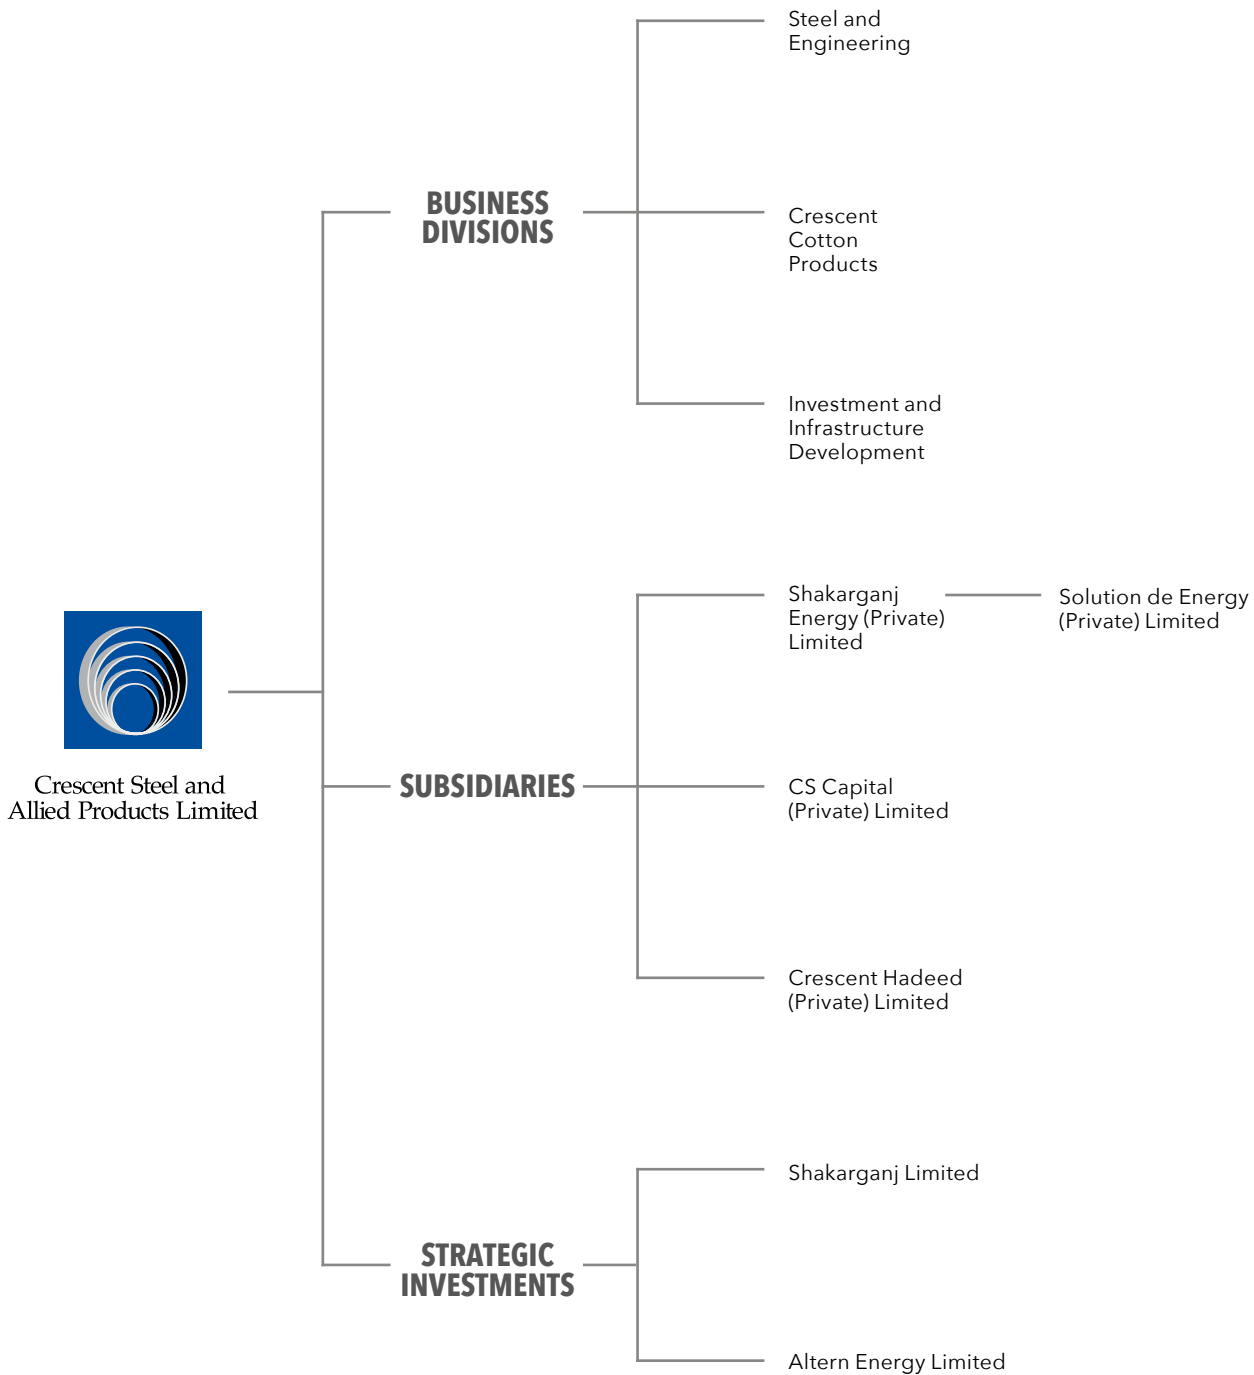 Steel and
Engineering
BUSINESS
DIVISIONS
Crescent
Cotton
Products
Investment and
Infrastructure
Development
Shakarganj
Energy (Private)
Limited
Solution de Energy
(Private) Limited
Crescent Steel and
Allied Products Limited
SUBSIDIARIES
CS Capital
(Private) Limited
Crescent Hadeed
(Private) Limited
Shakarganj Limited
STRATEGIC
INVESTMENTS
Altern Energy Limited